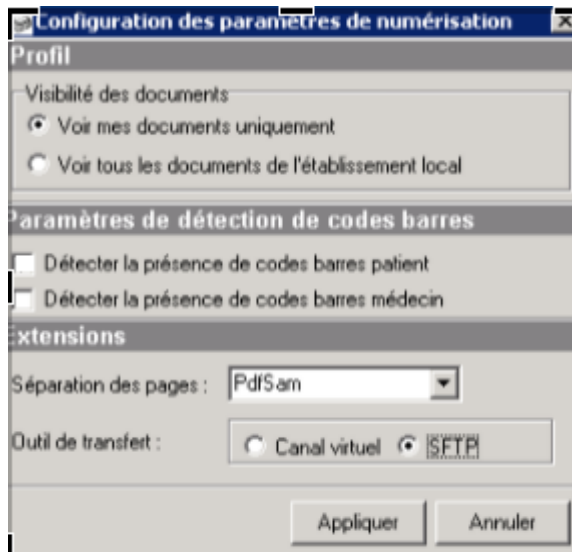 Configuration des paramètres de numérisation
Profil
Visibilité des documents
Voir mes documents uniquement
Voir tous les documents de l'établissement local
Paramètres de détection de codes barres
Détecter la présence de codes barres patient
Détecter la présence de codes barres médecin
Extensions
Séparation des pages : PdfSam
Outil de transfert : Canal virtuel SFTP
Appliquer Annuler